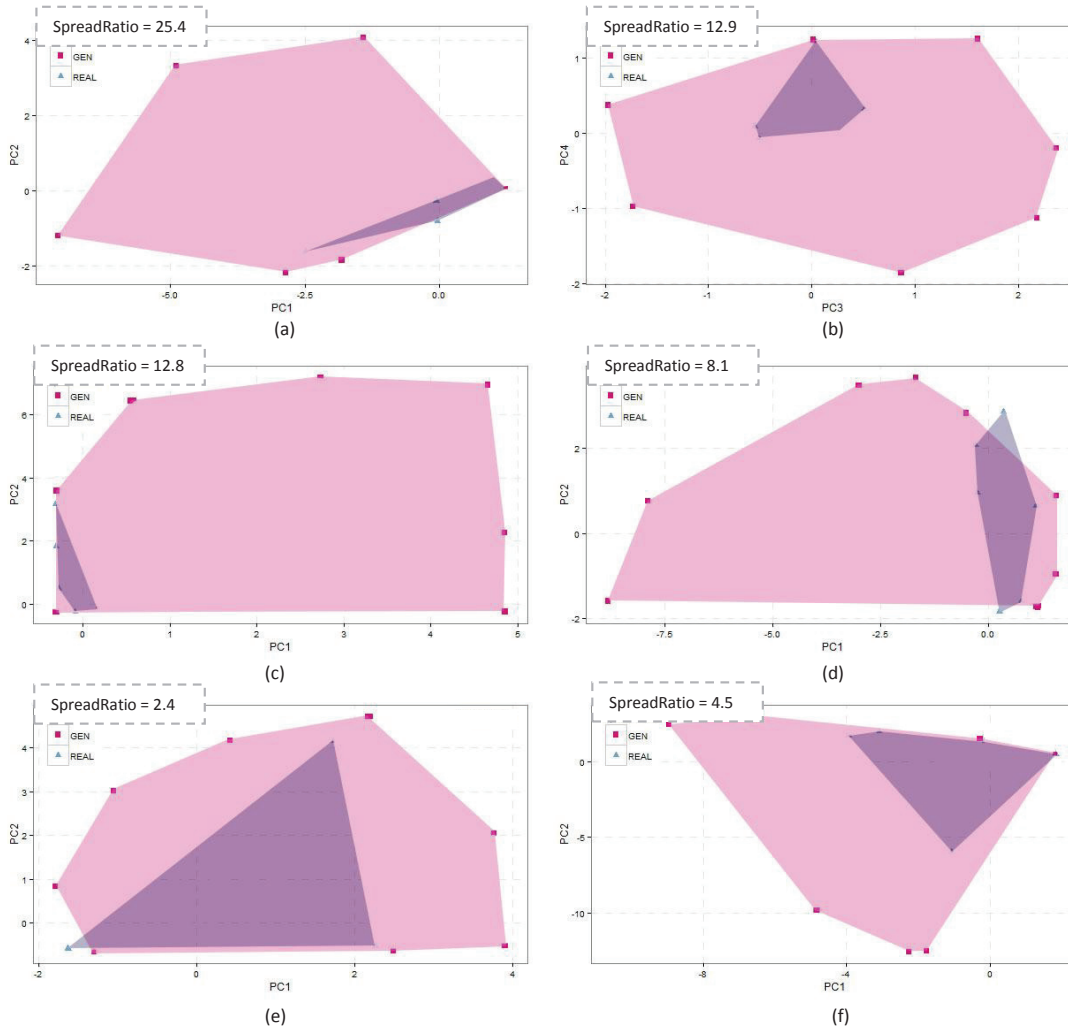 SpreadRatio = 25.4
GEN
REAL
4
2
0
-2
PC2
-5.0
-2.5
0.0
PC1
(a)
SpreadRatio = 12.9
GEN
REAL
1
0
-1
-2
PC4
-2
-1
0
1
2
PC3
(b)
SpreadRatio = 12.8
GEN
REAL
6
4
2
0
PC2
0
1
2
3
4
5
PC1
(c)
SpreadRatio = 8.1
GEN
REAL
2
0
-2
PC2
-7.5
-5.0
-2.5
0.0
PC1
(d)
SpreadRatio = 2.4
GEN
REAL
4
3
2
1
0
PC2
-2
0
2
4
PC1
(e)
SpreadRatio = 4.5
GEN
REAL
0
-5
-10
PC2
-8
-4
0
PC1
(f)